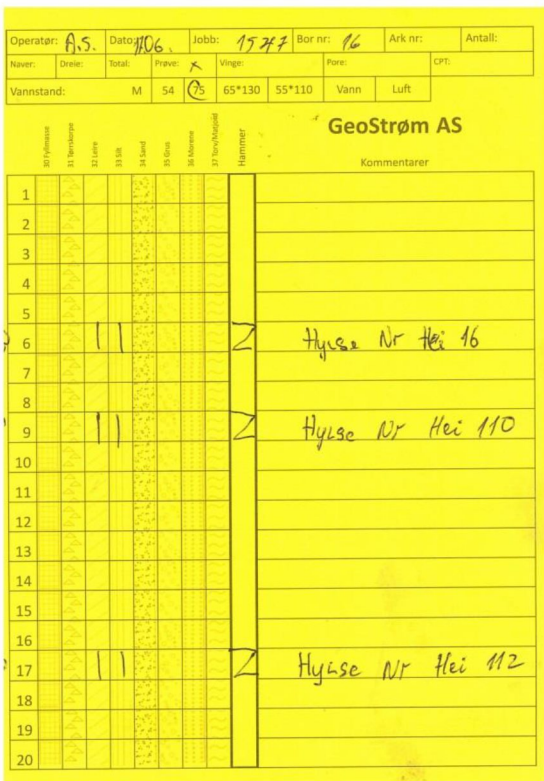 Operatør: A.S. Dato: 11.06. Jobb: 1547 Bor nr: 16 Ark nr: Antall:
Naver: Dreie: Total: Prøve: x Vinge: Pore: CPT:
Vannstand: M 54 75 65*130 55*110 Vann Luft
30 Fyllmasse 31 Tørrskorpe 32 Leire 33 Silt 34 Sand 35 Grus 36 Morene 37 Torv/Matjord Hammer
GeoStrøm AS
Kommentarer
1
2
3
4
5
6 Hylse Nr Hei 16
7
8
9 Hylse Nr Hei 110
10
11
12
13
14
15
16
17 Hylse Nr Hei 112
18
19
20